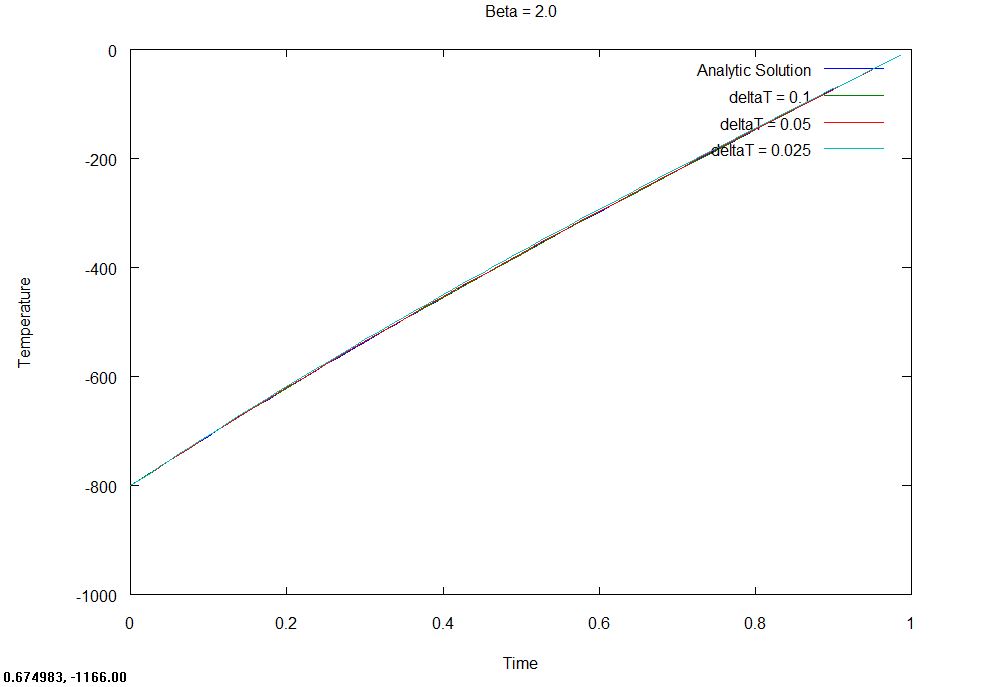 Beta = 2.0
0
-200
-400
-600
-800
-1000
Temperature
Analytic Solution
deltaT = 0.1
deltaT = 0.05
deltaT = 0.025
0 0.2 0.4 0.6 0.8 1
Time
0.674983, -1166.00